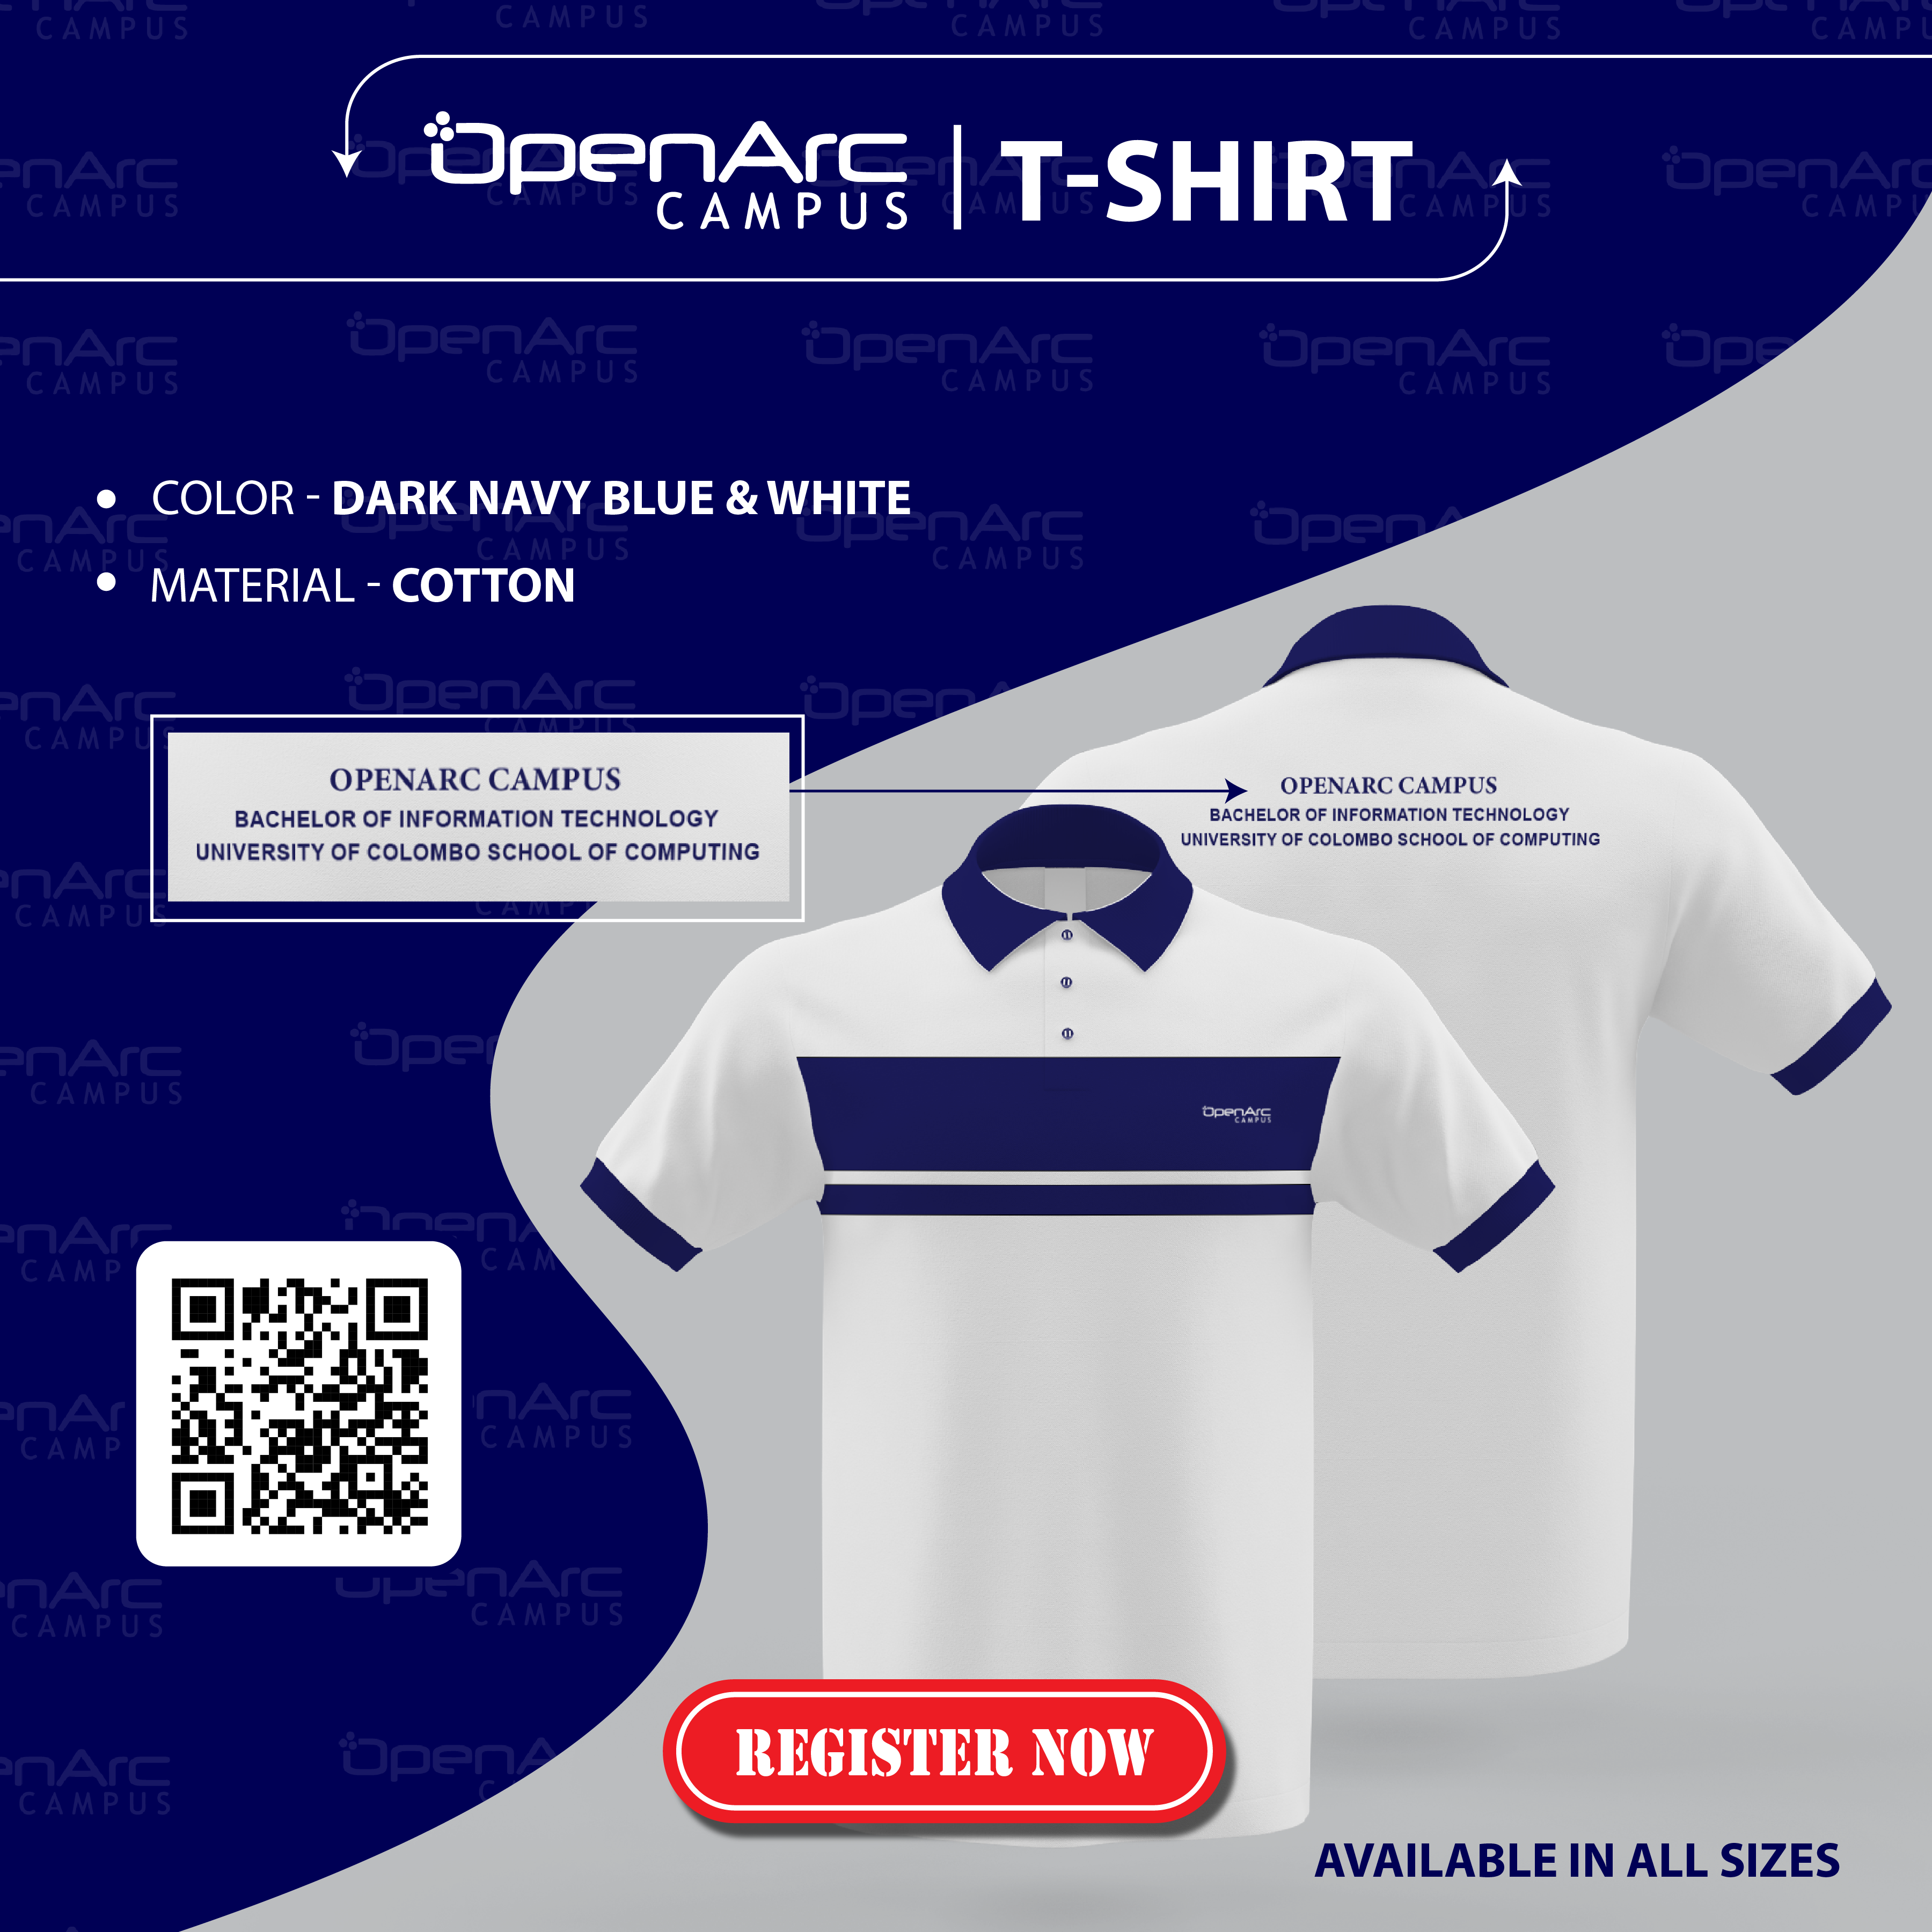 OpenArc
CAMPUS
T-SHIRT
• COLOR - DARK NAVY BLUE & WHITE
• MATERIAL - COTTON
OPENARC CAMPUS
BACHELOR OF INFORMATION TECHNOLOGY
UNIVERSITY OF COLOMBO SCHOOL OF COMPUTING
OPENARC CAMPUS
BACHELOR OF INFORMATION TECHNOLOGY
UNIVERSITY OF COLOMBO SCHOOL OF COMPUTING
OpenArc
CAMPUS
REGISTER NOW
AVAILABLE IN ALL SIZES